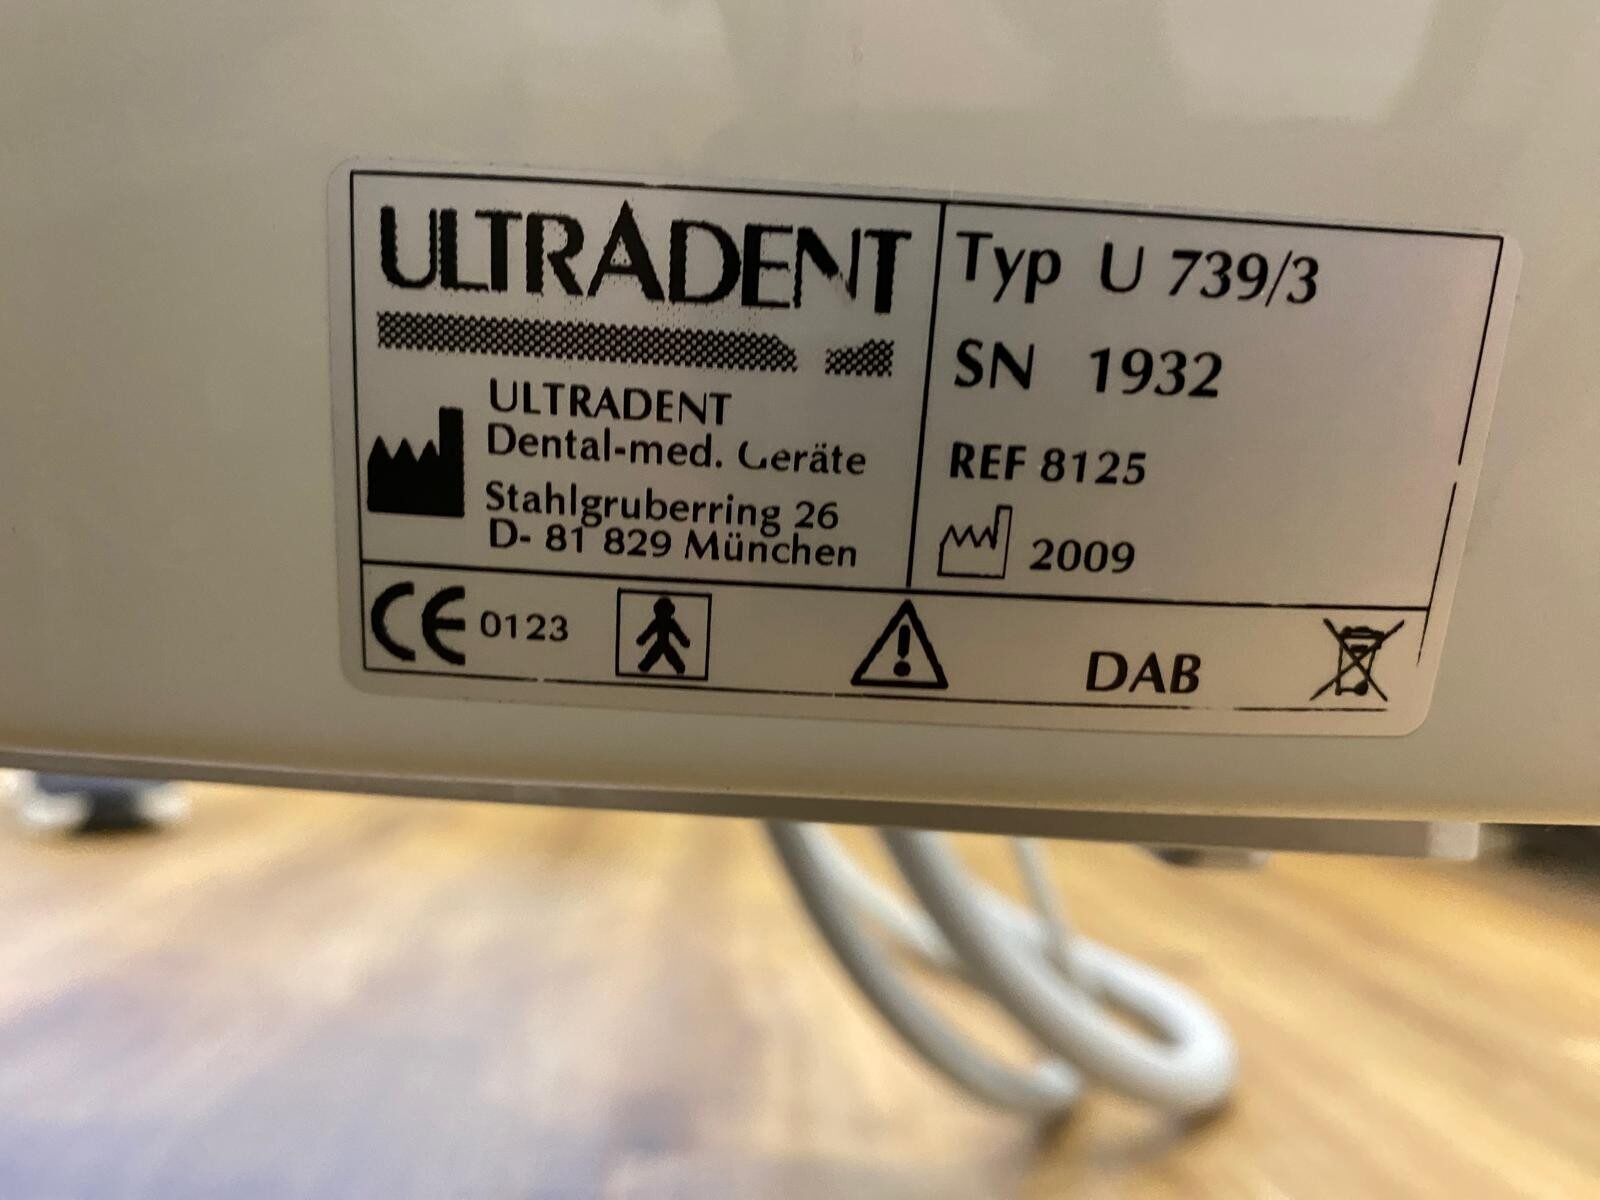 ULTRADENT
ULTRADENT
Dental-med. Geräte
Stahlgruberring 26
D- 81 829 München
Typ U 739/3
SN 1932
REF 8125
2009
CE 0123
DAB